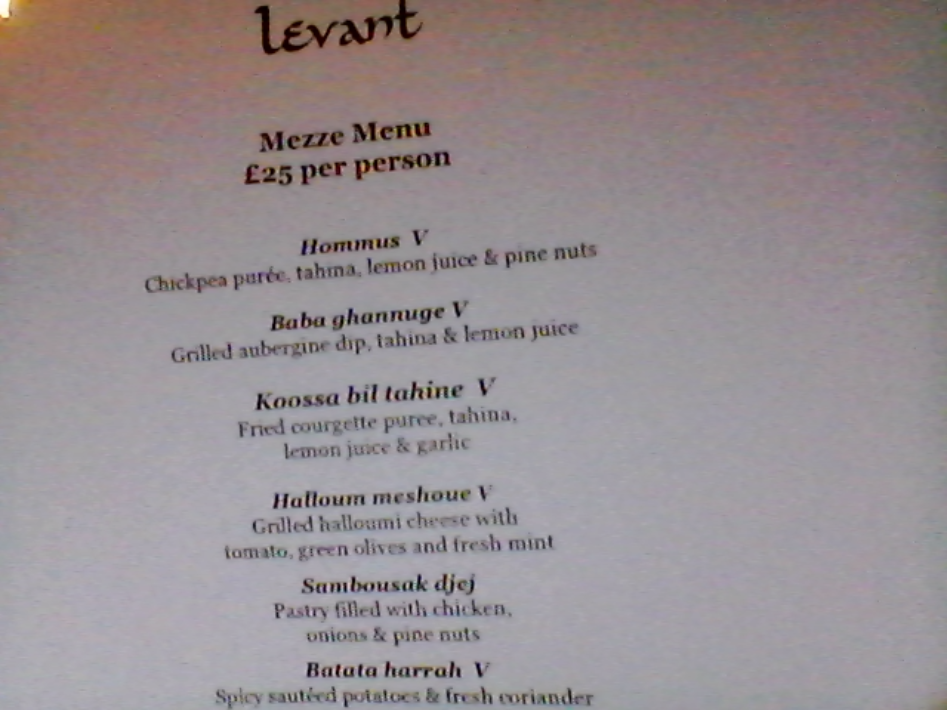 levant
Mezze Menu
£25 per person
Hommus V
Chickpea purée, tahina, lemon juice & pine nuts
Baba ghannuge V
Grilled aubergine dip, tahina & lemon juice
Koossa bil tahine V
Fried courgette puree, tahina,
lemon juice & garlic
Halloum meshoue V
Grilled halloumi cheese with
tomato, green olives and fresh mint
Sambousak djej
Pastry filled with chicken,
onions & pine nuts
Batata harrah V
Spicy sautéed potatoes & fresh coriander